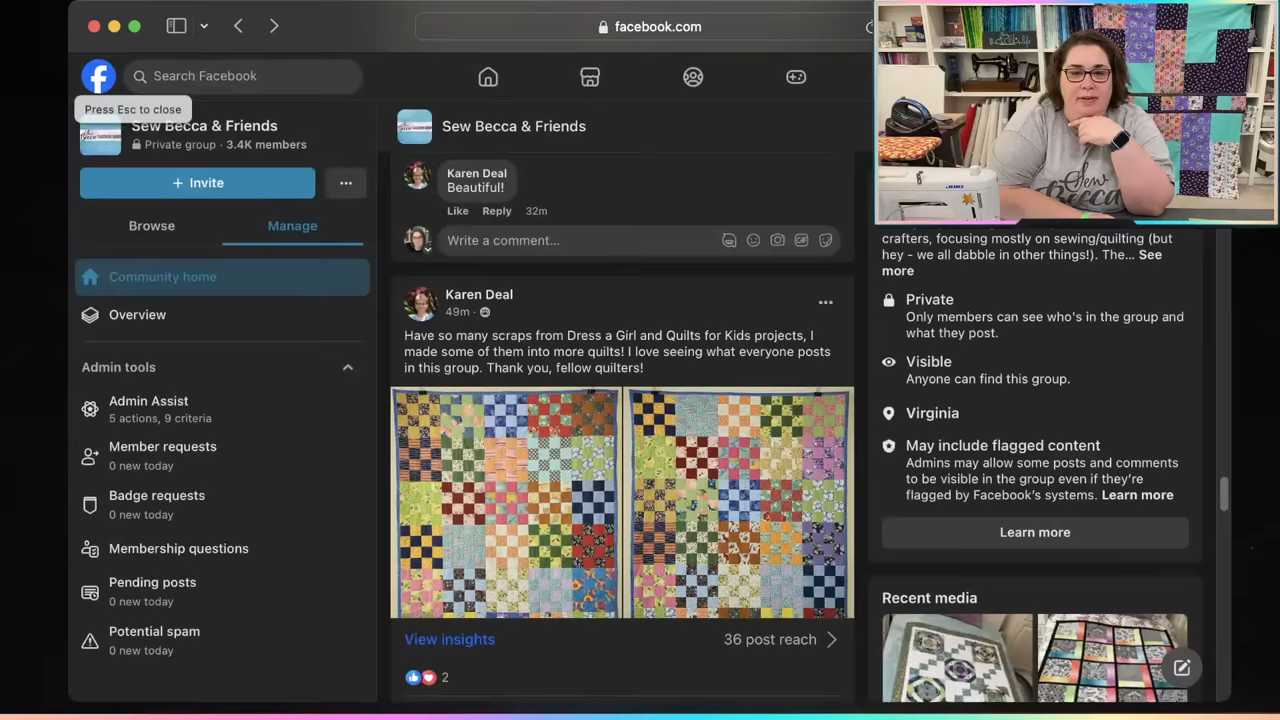 facebook.com
Search Facebook
Press Esc to close
Sew Becca & Friends
Private group · 3.4K members
+ Invite
Browse
Manage
Community home
Overview
Admin tools
Admin Assist
5 actions, 9 criteria
Member requests
0 new today
Badge requests
0 new today
Membership questions
Pending posts
0 new today
Potential spam
0 new today
Sew Becca & Friends
Karen Deal
Beautiful!
Like Reply 32m
Write a comment...
GIF
Karen Deal
49m
Have so many scraps from Dress a Girl and Quilts for Kids projects, I
made some of them into more quilts! I love seeing what everyone posts
in this group. Thank you, fellow quilters!
View insights
36 post reach
2
Sew
Becca
JUKI
crafters, focusing mostly on sewing/quilting (but
hey - we all dabble in other things!). The... See
more
Private
Only members can see who's in the group and
what they post.
Visible
Anyone can find this group.
Virginia
May include flagged content
Admins may allow some posts and comments
to be visible in the group even if they're
flagged by Facebook's systems. Learn more
Learn more
Recent media